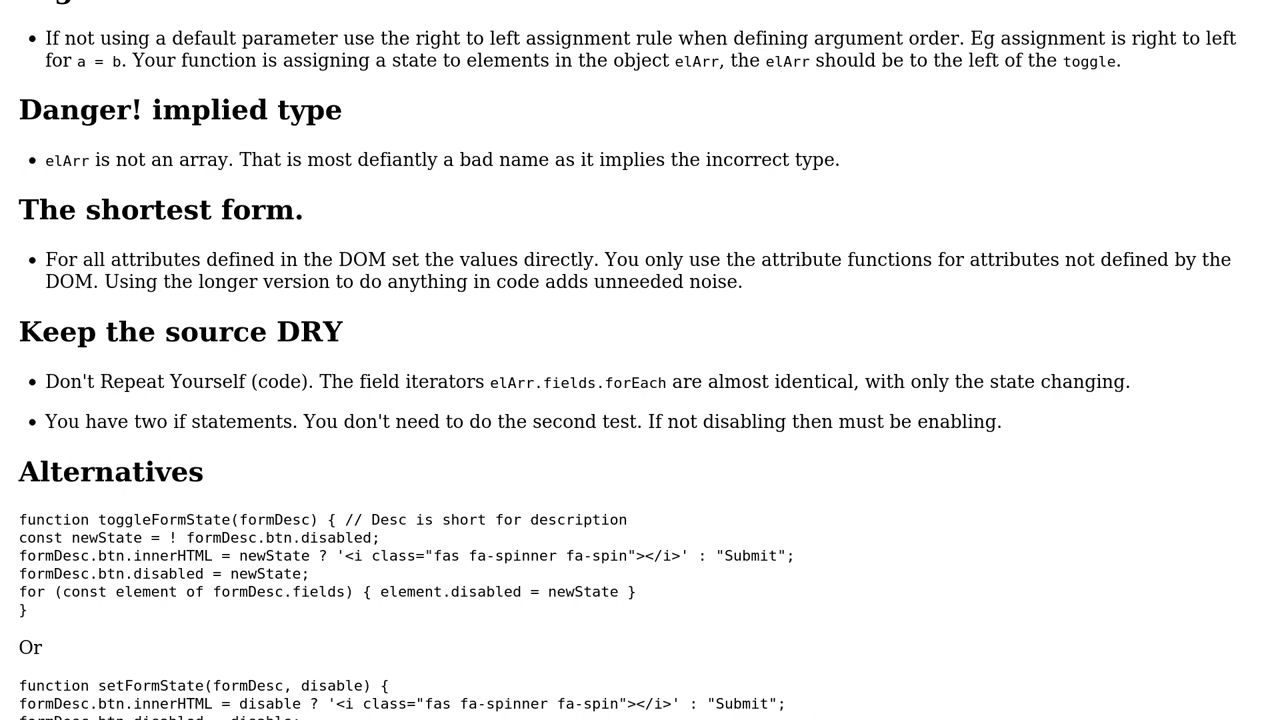 • If not using a default parameter use the right to left assignment rule when defining argument order. Eg assignment is right to left
for a = b. Your function is assigning a state to elements in the object elArr, the elArr should be to the left of the toggle.
Danger! implied type
• elArr is not an array. That is most defiantly a bad name as it implies the incorrect type.
The shortest form.
• For all attributes defined in the DOM set the values directly. You only use the attribute functions for attributes not defined by the
DOM. Using the longer version to do anything in code adds unneeded noise.
Keep the source DRY
• Don't Repeat Yourself (code). The field iterators elArr.fields.forEach are almost identical, with only the state changing.
• You have two if statements. You don't need to do the second test. If not disabling then must be enabling.
Alternatives
function toggleFormState(formDesc) { // Desc is short for description
const newState = ! formDesc.btn.disabled;
formDesc.btn.innerHTML = newState ? '<i class="fas fa-spinner fa-spin"></i>' : "Submit";
formDesc.btn.disabled = newState;
for (const element of formDesc.fields) { element.disabled = newState }
}
Or
function setFormState(formDesc, disable) {
formDesc.btn.innerHTML = disable ? '<i class="fas fa-spinner fa-spin"></i>' : "Submit";
formDesc.btn.disabled = disable;